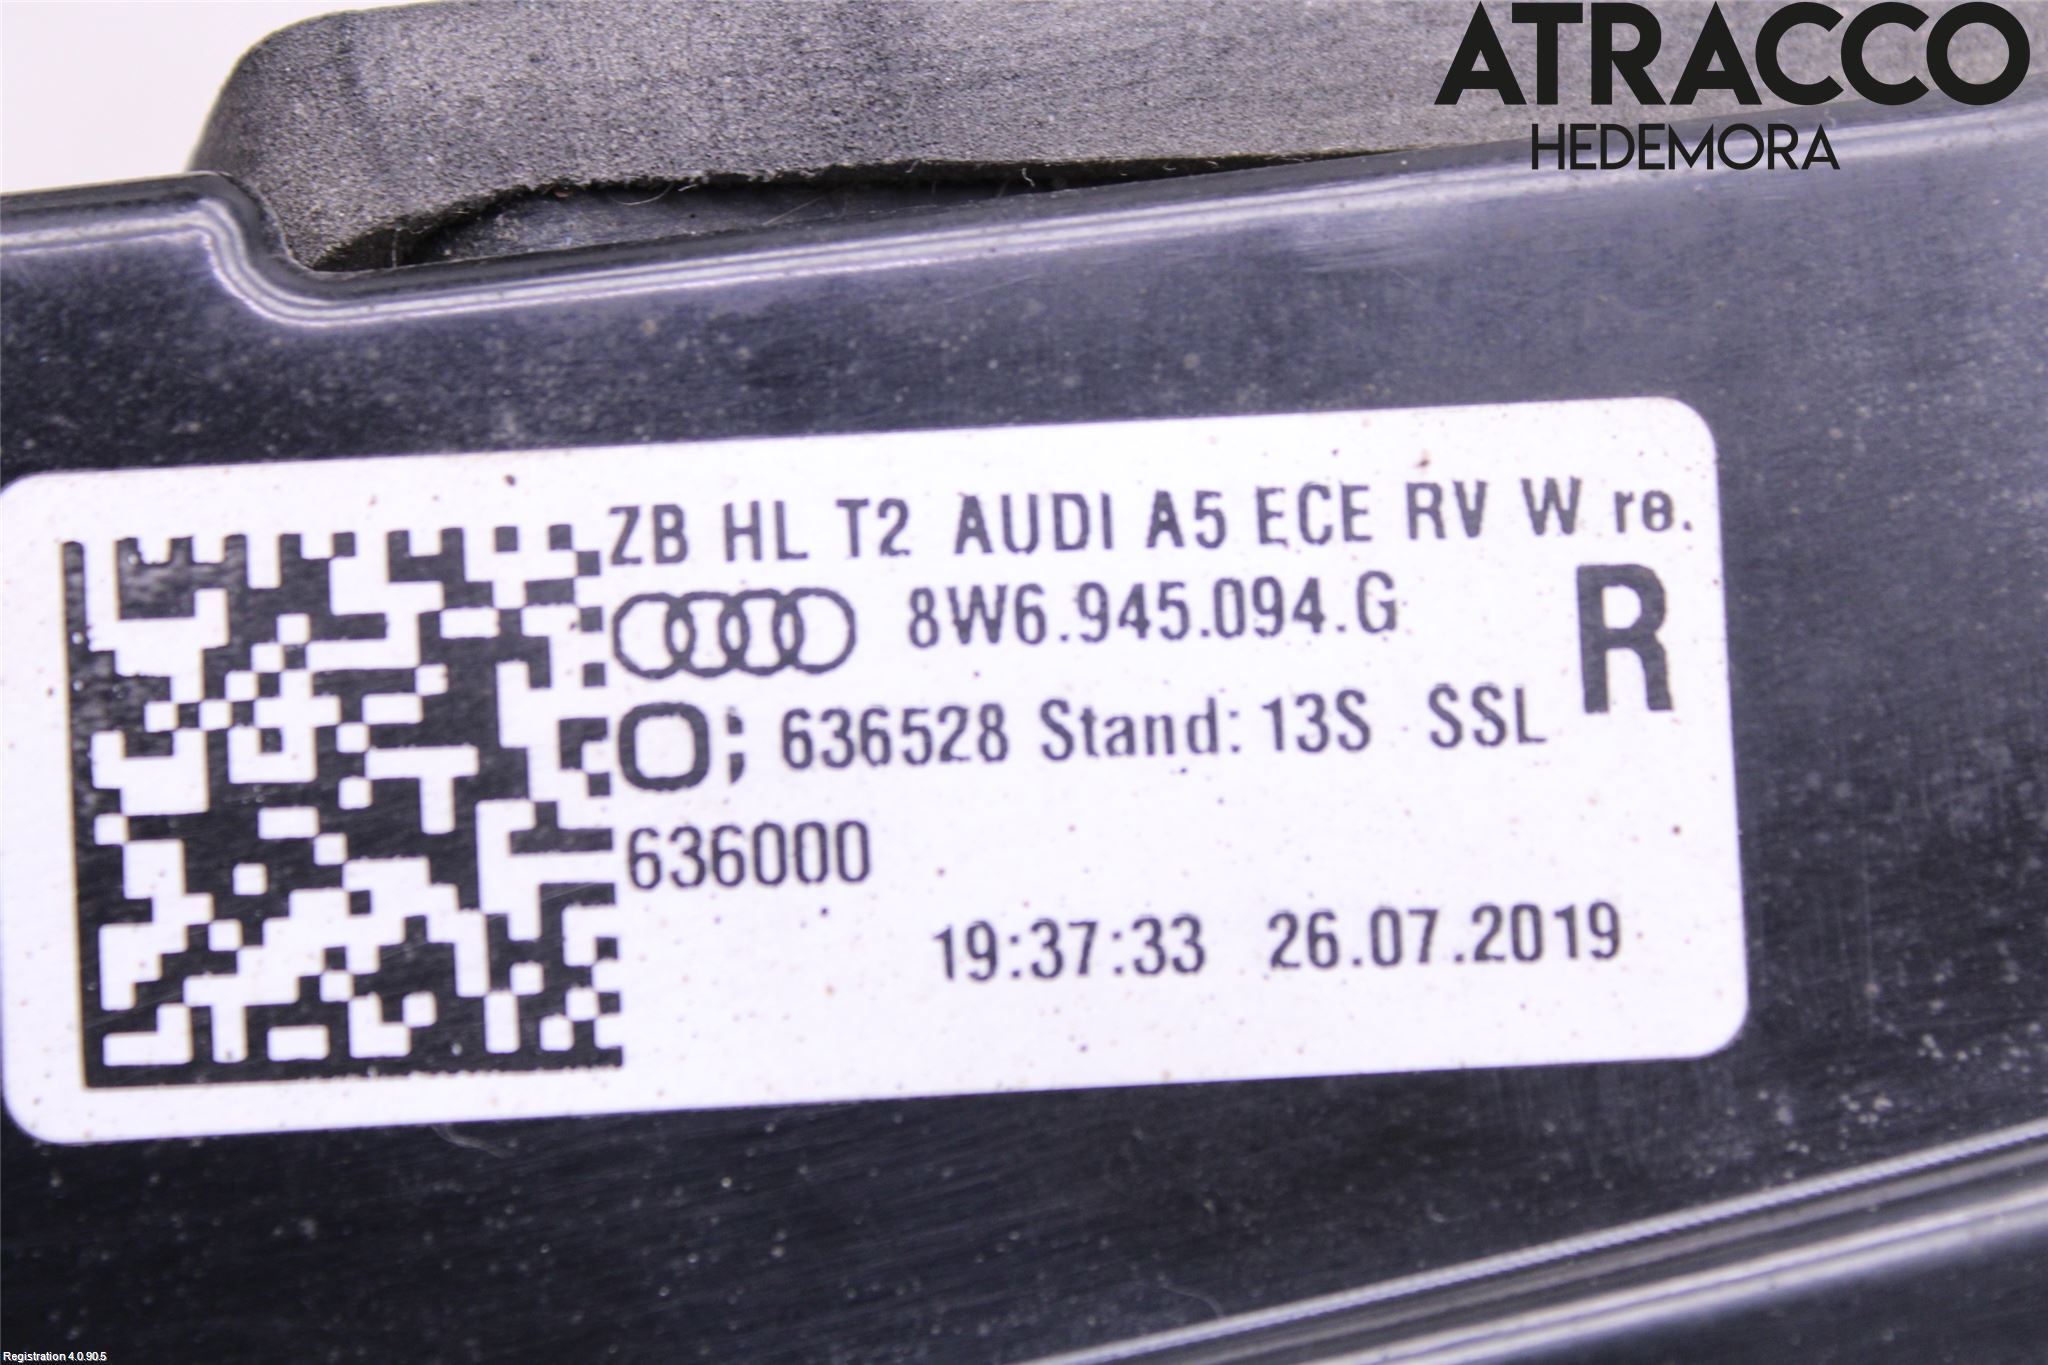 ATRACCO
HEDEMORA
ZB HL T2 AUDI A5 ECE RV W re.
8W6.945.094.G
R
636528 Stand: 13S SSL
636000
19:37:33 26.07.2019
Registration 4.0.90.5